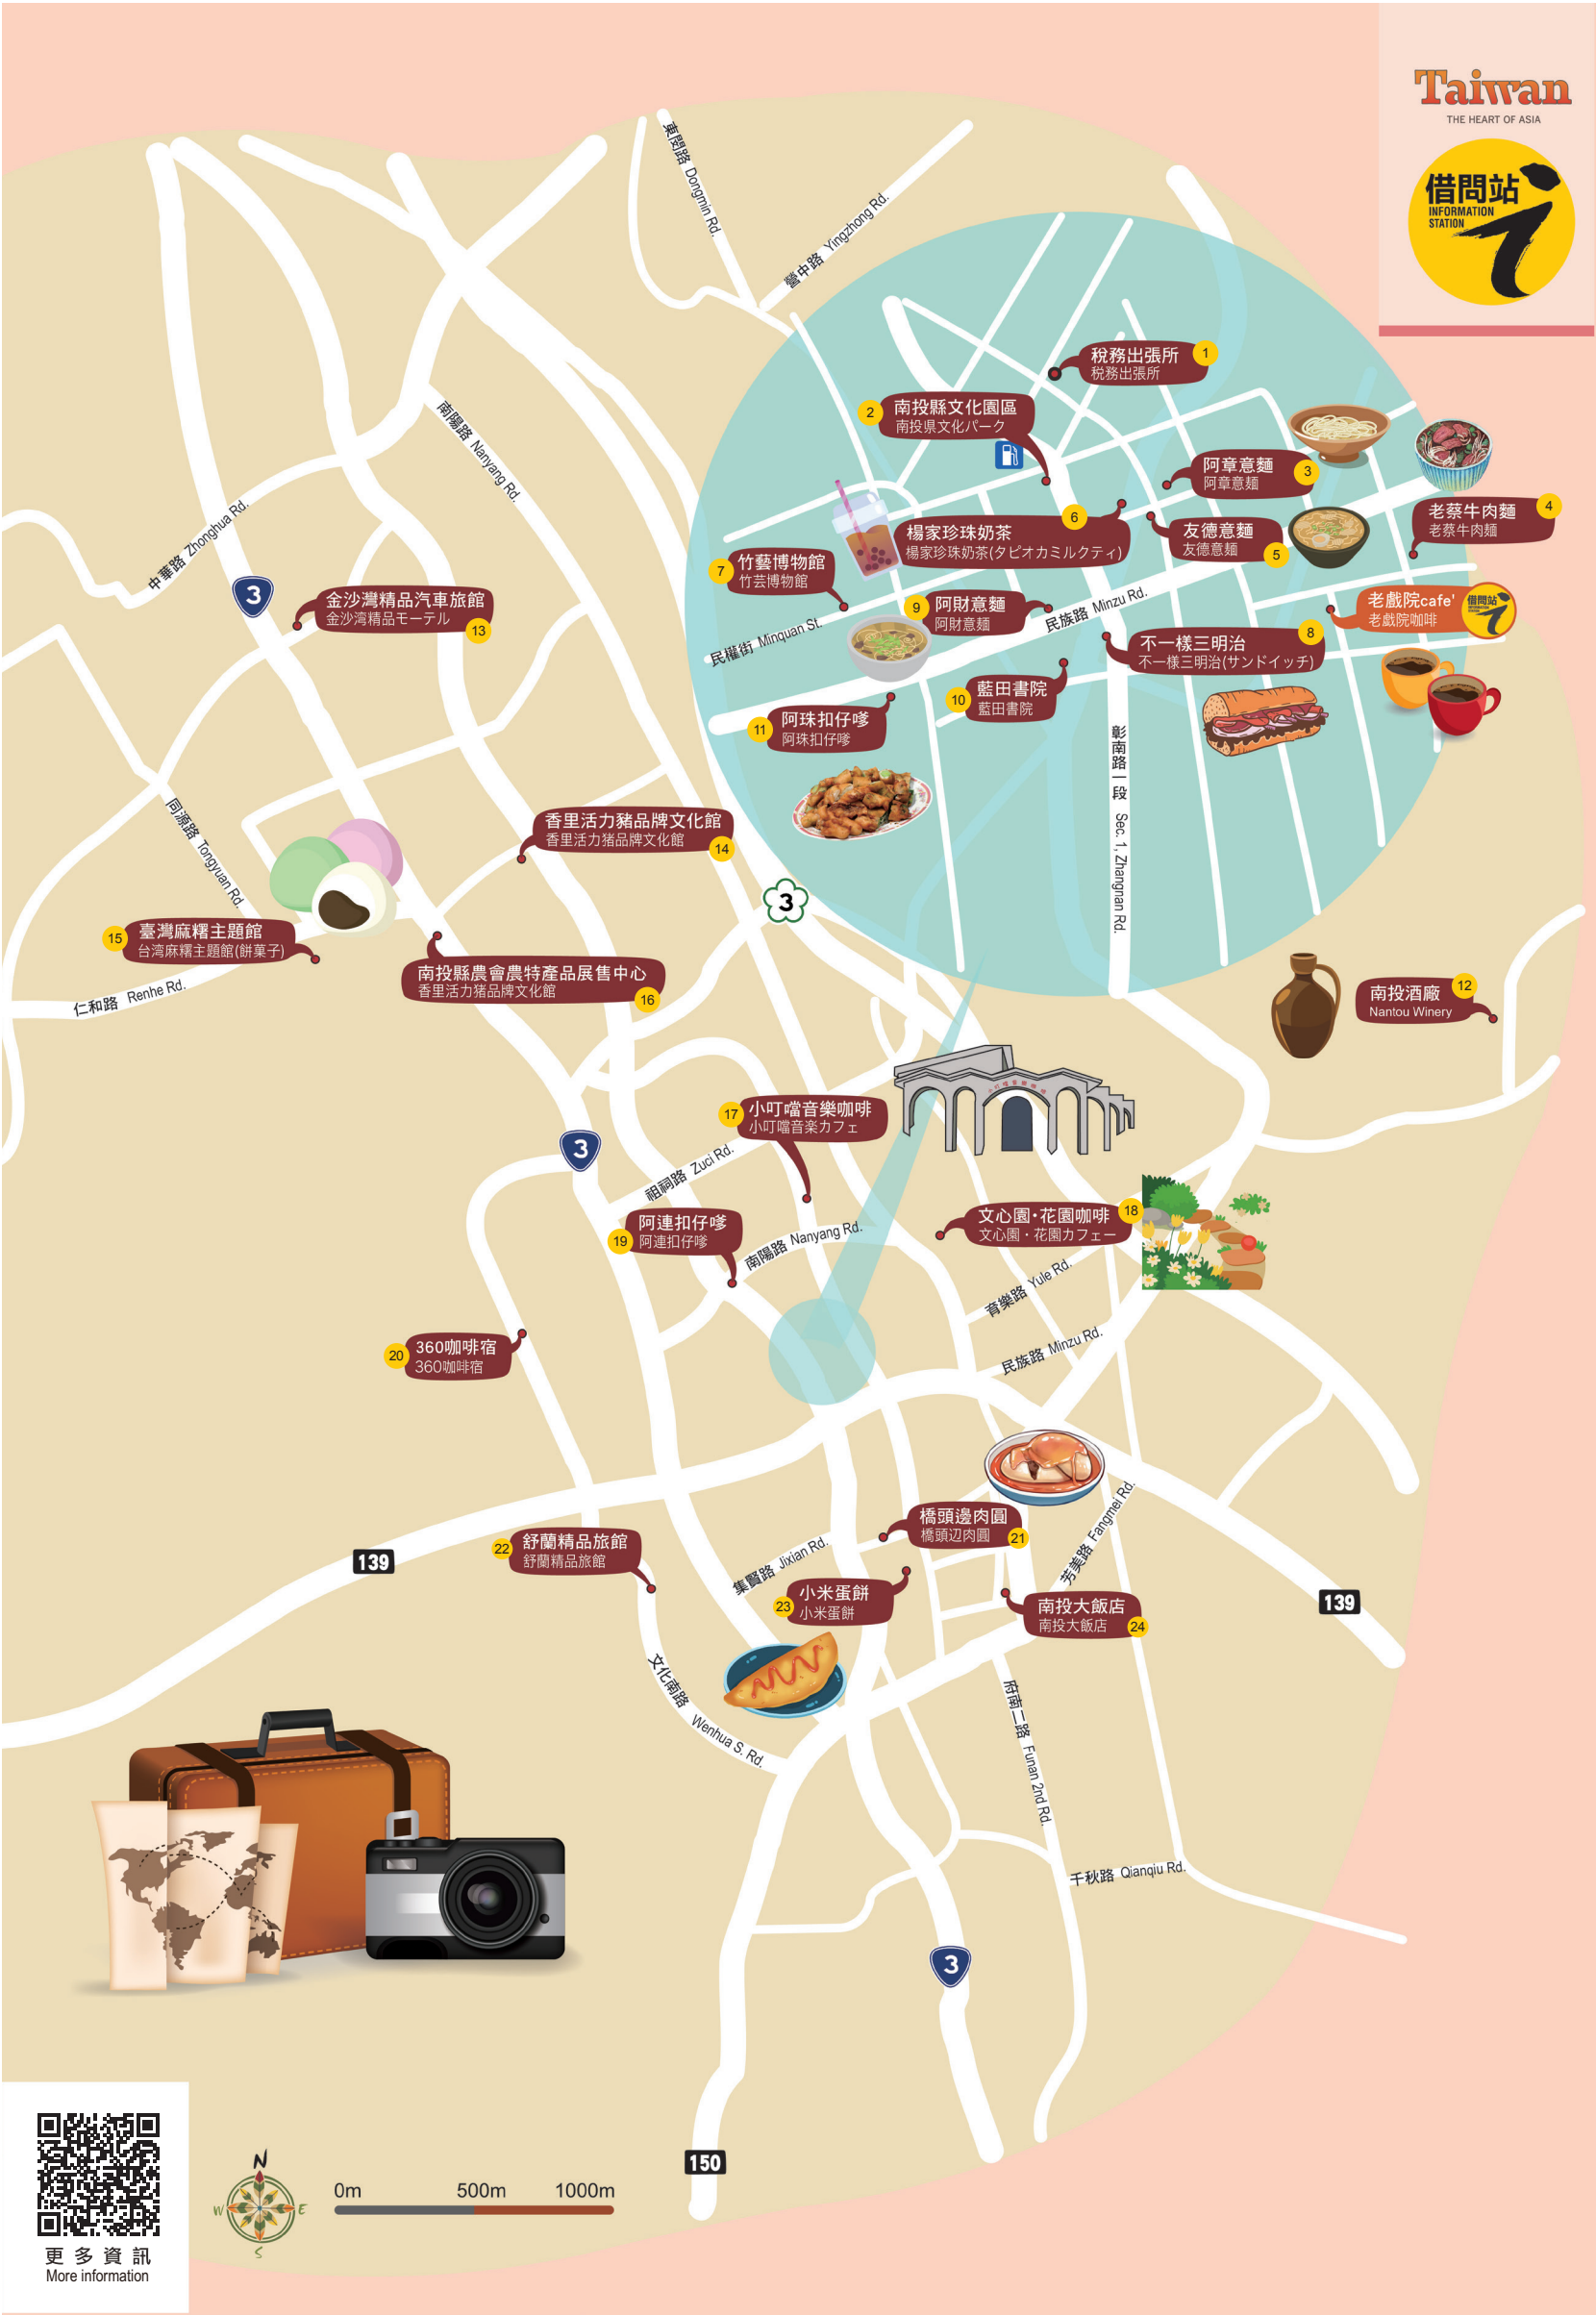 Taiwan
THE HEART OF ASIA
借問站
INFORMATION
STATION
東閔路 Dongmin Rd.
營中路 Yingzhong Rd.
稅務出張所
税務出張所
1
2
南投縣文化園區
南投県文化パーク
南陽路 Nanyang Rd.
阿章意麵
阿章意麺
3
老蔡牛肉麵
老蔡牛肉麺
4
友德意麵
友德意麺
5
楊家珍珠奶茶
楊家珍珠奶茶(タピオカミルクティ)
6
中華路 Zhonghua Rd.
3
7
竹藝博物館
竹芸博物館
金沙灣精品汽車旅館
金沙湾精品モーテル
13
9
阿財意麵
阿財意麺
民族路 Minzu Rd.
老戲院cafe'
老戲院咖啡
借問站
民權街 Minquan St.
不一樣三明治
不一樣三明治(サンドイッチ)
8
10
藍田書院
藍田書院
11
阿珠扣仔嗲
阿珠扣仔嗲
彰南路一段 Sec. 1, Zhangnan Rd.
同源路 Tongyuan Rd.
香里活力豬品牌文化館
香里活力猪品牌文化館
14
3
15
臺灣麻糬主題館
台湾麻糬主題館(餅菓子)
南投縣農會農特產品展售中心
香里活力猪品牌文化館
16
仁和路 Renhe Rd.
南投酒廠
Nantou Winery
12
17
小叮噹音樂咖啡
小叮噹音楽カフェ
3
祖祠路 Zuci Rd.
19
阿連扣仔嗲
阿連扣仔嗲
南陽路 Nanyang Rd.
文心園•花園咖啡
文心園・花園カフェー
18
育樂路 Yule Rd.
20
360咖啡宿
360咖啡宿
民族路 Minzu Rd.
橋頭邊肉圓
橋頭辺肉圓
21
芳美路 Fangmei Rd.
22
舒蘭精品旅館
舒蘭精品旅館
139
集賢路 Jixian Rd.
23
小米蛋餅
小米蛋餅
南投大飯店
南投大飯店
24
139
文化南路 Wenhua S. Rd.
府南二路 Funan 2nd Rd.
千秋路 Qianqiu Rd.
3
150
N
W
E
S
0m 500m 1000m
更多資訊
More information